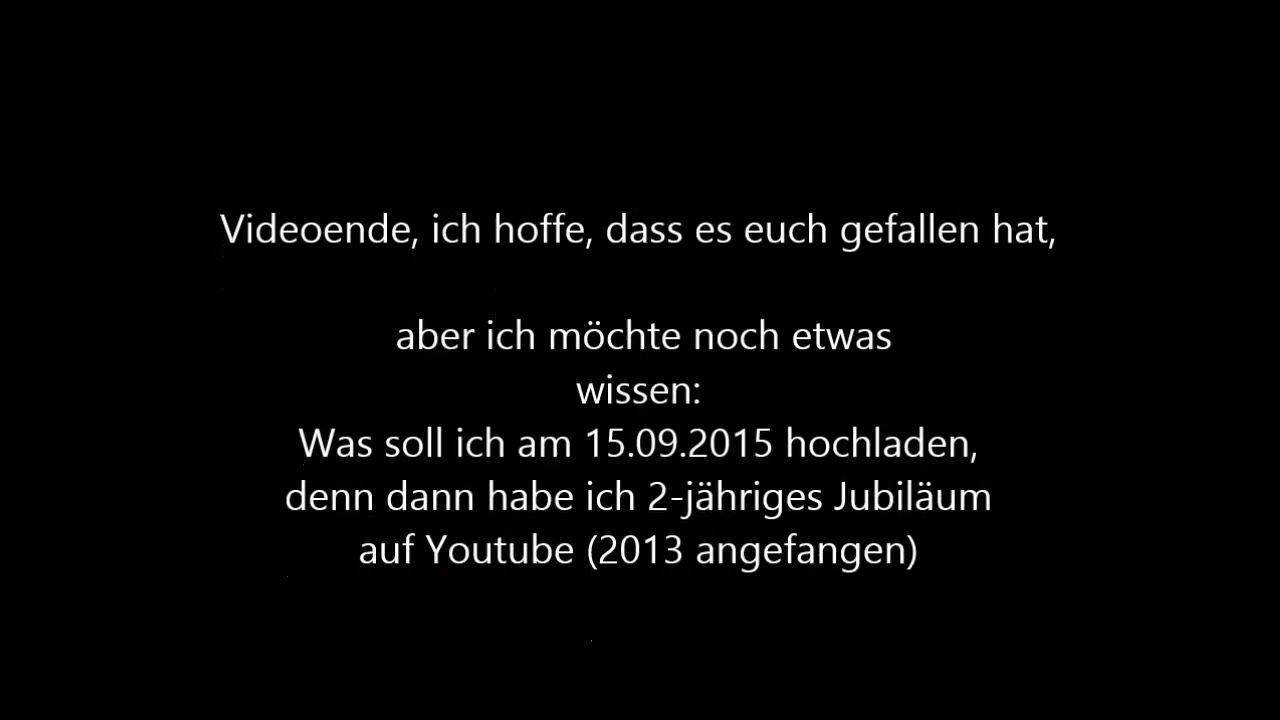 Videoende, ich hoffe, dass es euch gefallen hat,
aber ich möchte noch etwas
wissen:
Was soll ich am 15.09.2015 hochladen,
denn dann habe ich 2-jähriges Jubiläum
auf Youtube (2013 angefangen)